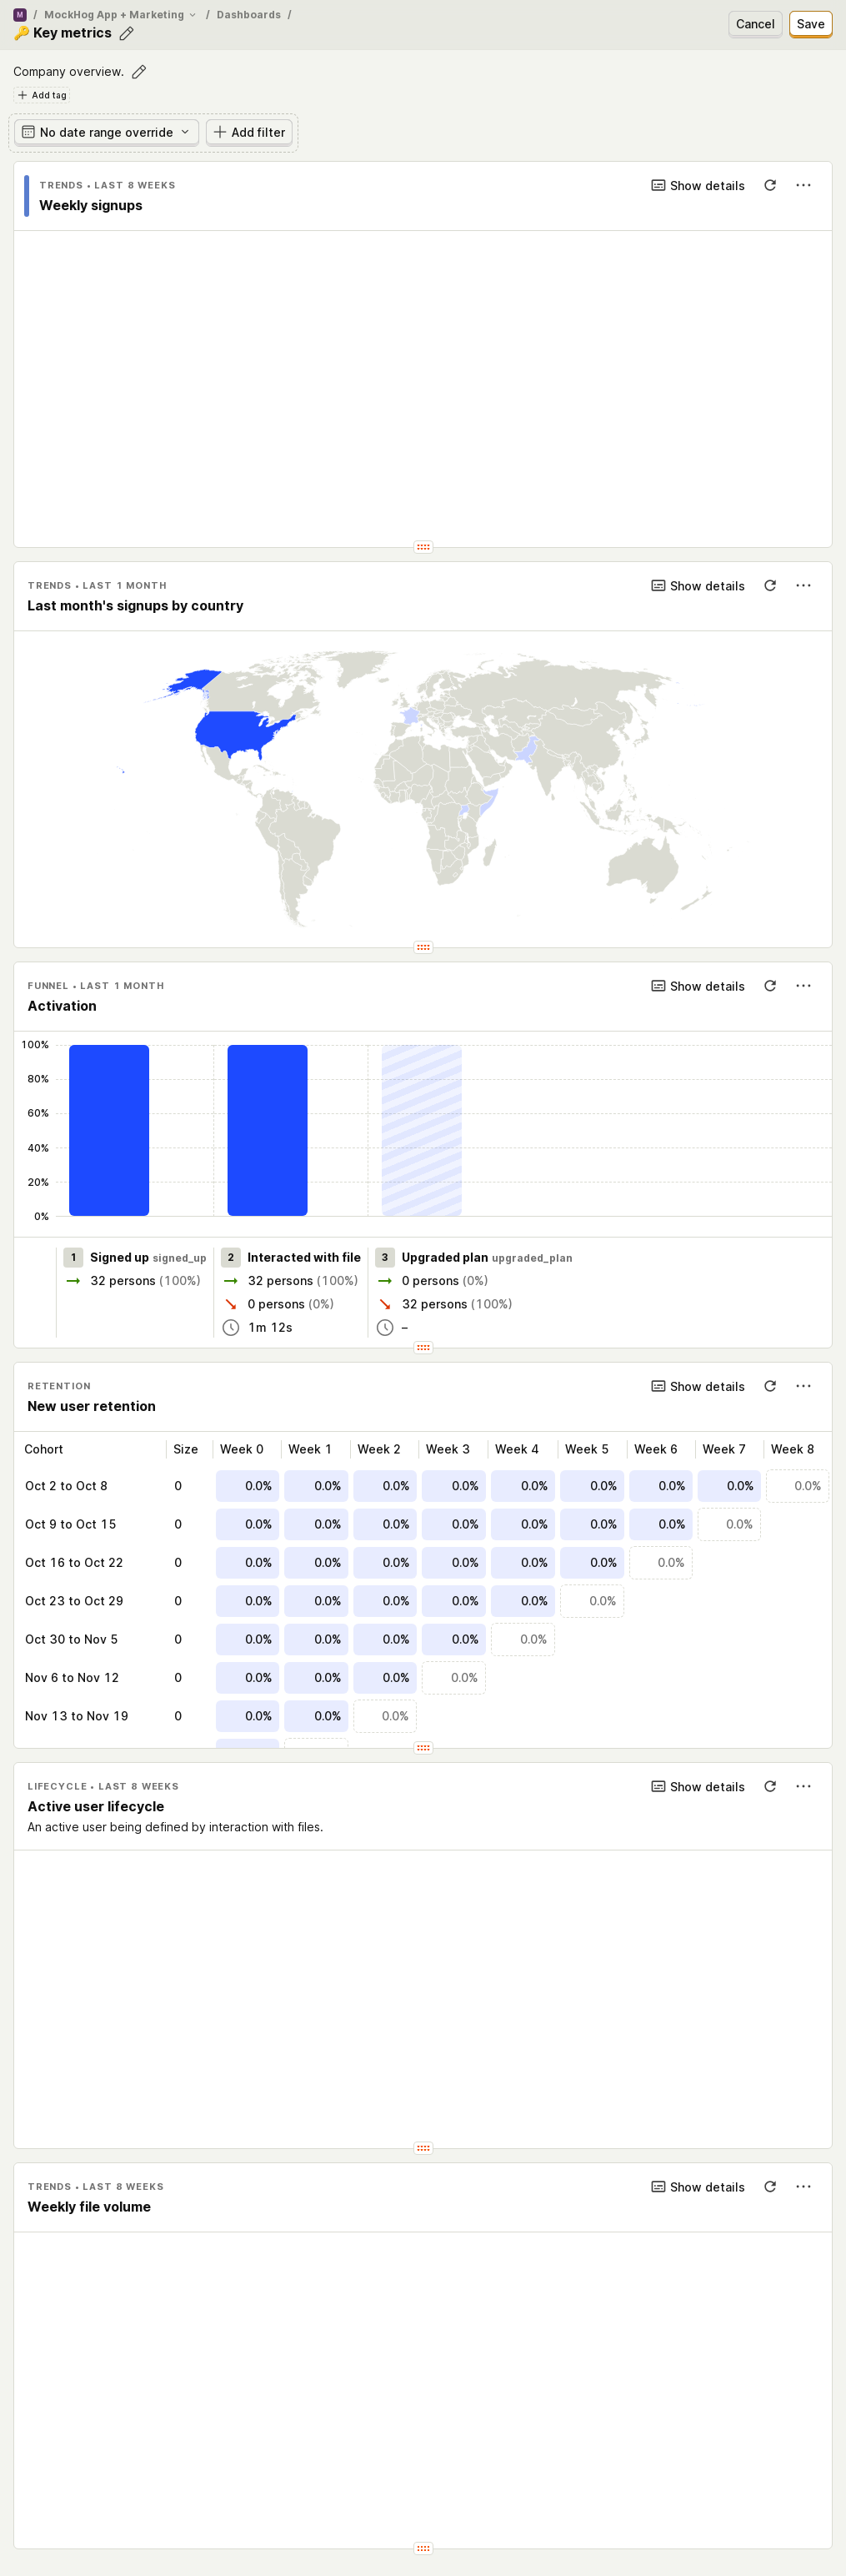 M / MockHog App + Marketing / Dashboards /
🔑 Key metrics
Cancel
Save
Company overview.
Add tag
No date range override
Add filter
TRENDS • LAST 8 WEEKS
Show details
Weekly signups
TRENDS • LAST 1 MONTH
Show details
Last month's signups by country
FUNNEL • LAST 1 MONTH
Show details
Activation
100%
80%
60%
40%
20%
0%
1 Signed up signed_up
32 persons (100%)
2 Interacted with file
32 persons (100%)
0 persons (0%)
1m 12s
3 Upgraded plan upgraded_plan
0 persons (0%)
32 persons (100%)
–
RETENTION
Show details
New user retention
Cohort Size Week 0 Week 1 Week 2 Week 3 Week 4 Week 5 Week 6 Week 7 Week 8
Oct 2 to Oct 8 0 0.0% 0.0% 0.0% 0.0% 0.0% 0.0% 0.0% 0.0% 0.0%
Oct 9 to Oct 15 0 0.0% 0.0% 0.0% 0.0% 0.0% 0.0% 0.0% 0.0%
Oct 16 to Oct 22 0 0.0% 0.0% 0.0% 0.0% 0.0% 0.0% 0.0%
Oct 23 to Oct 29 0 0.0% 0.0% 0.0% 0.0% 0.0% 0.0%
Oct 30 to Nov 5 0 0.0% 0.0% 0.0% 0.0% 0.0%
Nov 6 to Nov 12 0 0.0% 0.0% 0.0% 0.0%
Nov 13 to Nov 19 0 0.0% 0.0% 0.0%
LIFECYCLE • LAST 8 WEEKS
Show details
Active user lifecycle
An active user being defined by interaction with files.
TRENDS • LAST 8 WEEKS
Show details
Weekly file volume